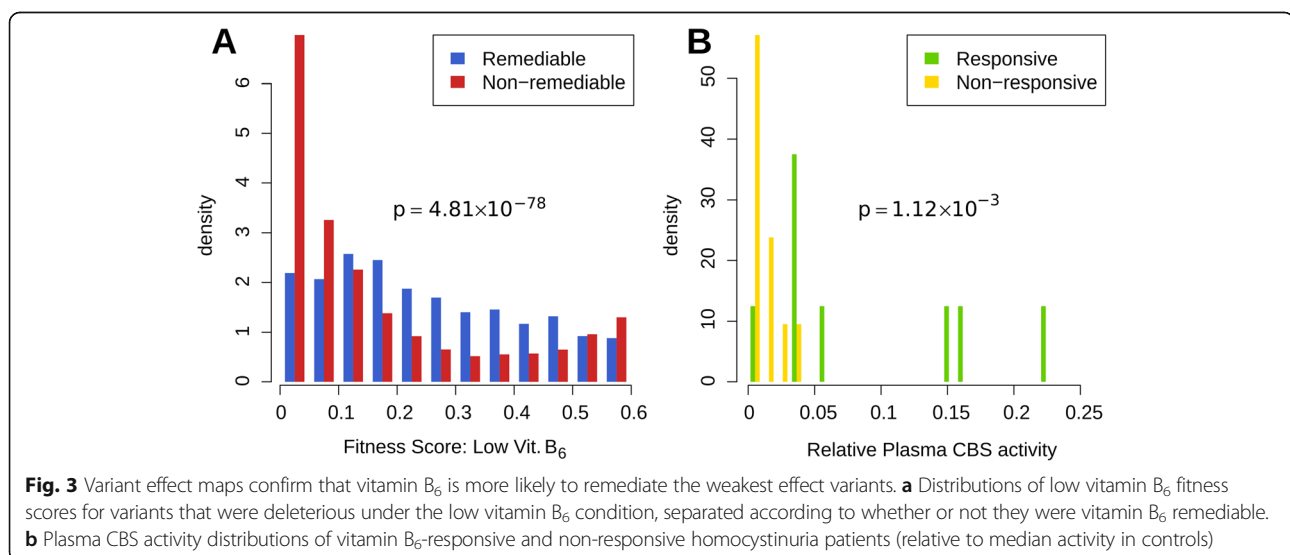 A
Remediable
Non−remediable
6
5
4
3
2
1
0
density
p = 4.81×10−78
0 0.1 0.2 0.3 0.4 0.5 0.6
Fitness Score: Low Vit. B6
B
Responsive
Non−responsive
50
40
30
20
10
0
density
p = 1.12×10−3
0 0.05 0.1 0.15 0.2 0.25
Relative Plasma CBS activity
Fig. 3 Variant effect maps confirm that vitamin B6 is more likely to remediate the weakest effect variants. a Distributions of low vitamin B6 fitness
scores for variants that were deleterious under the low vitamin B6 condition, separated according to whether or not they were vitamin B6 remediable.
b Plasma CBS activity distributions of vitamin B6-responsive and non-responsive homocystinuria patients (relative to median activity in controls)